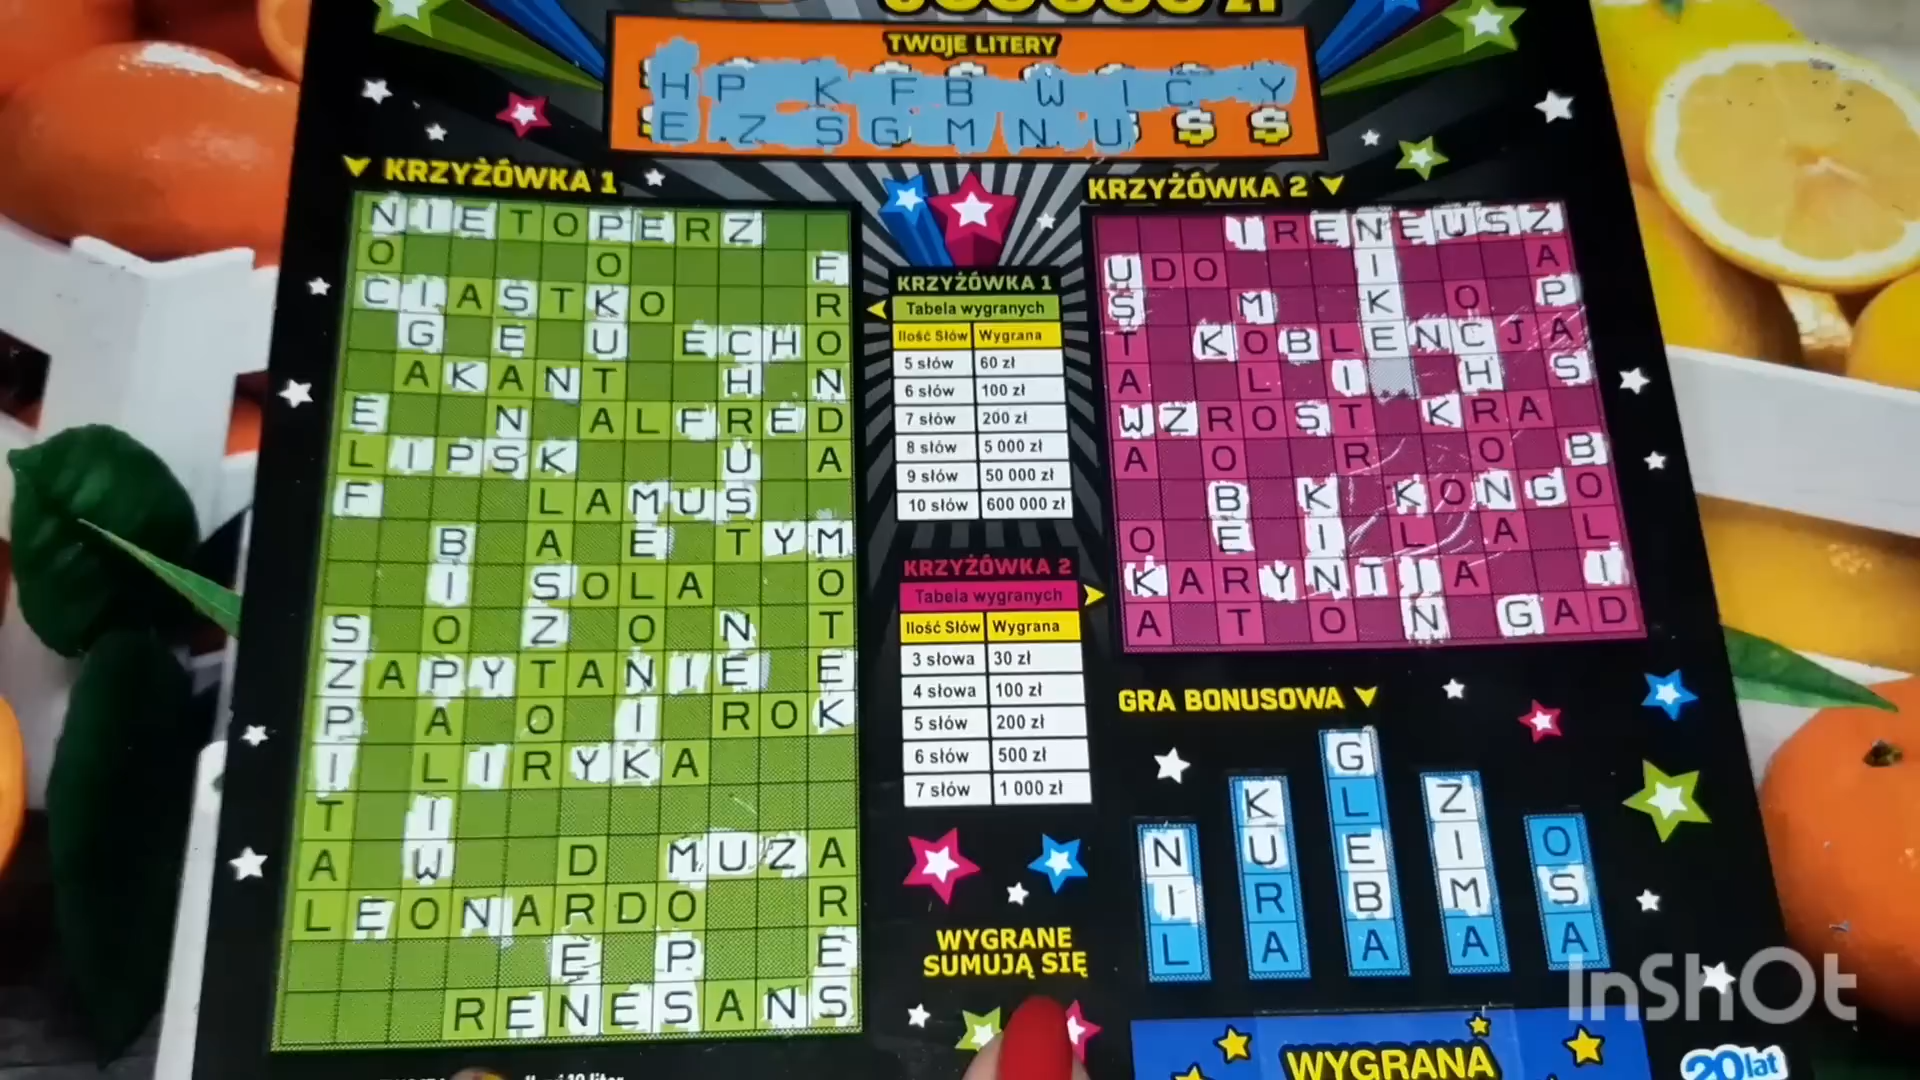 TWOJE LITERY
H P K F B W I C Y
E Z S G M N U $ $
KRZYŻÓWKA 1
NIETOPERZ
O O F
CIASTKO R
G E U ECHO
AKANT H N
E N ALFRED
LIPSK U A
F LAMUS
B A E TYM
I SOLA O
S O Z O N T
ZAPYTANIE E
P A O I ROK
I LIRYKA
T I
A W D MUZA
LEONARDO R
E P E
RENESANS
KRZYŻÓWKA 1
Tabela wygranych
Ilość Słów Wygrana
5 słów 60 zł
6 słów 100 zł
7 słów 200 zł
8 słów 5 000 zł
9 słów 50 000 zł
10 słów 600 000 zł
KRZYŻÓWKA 2
Tabela wygranych
Ilość Słów Wygrana
3 słowa 30 zł
4 słowa 100 zł
5 słów 200 zł
6 słów 500 zł
7 słów 1 000 zł
WYGRANE
SUMUJĄ SIĘ
KRZYŻÓWKA 2
IRENEUSZ
UDO I A
S M K O P
T KOBLENCJA
A L I H S
WZROST KRA
A O R O B
B K KONGO
O E I L A L
KARYNTIA I
A T O N GAD
GRA BONUSOWA
NIL
KURA
GLEBA
ZIMA
OSA
WYGRANA
20 lat
InShOt